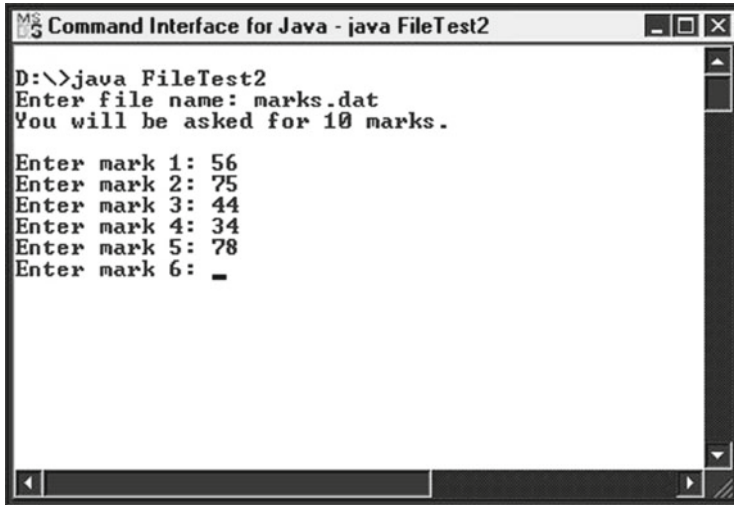 Command Interface for Java - java FileTest2
D:\>java FileTest2
Enter file name: marks.dat
You will be asked for 10 marks.
Enter mark 1: 56
Enter mark 2: 75
Enter mark 3: 44
Enter mark 4: 34
Enter mark 5: 78
Enter mark 6: _